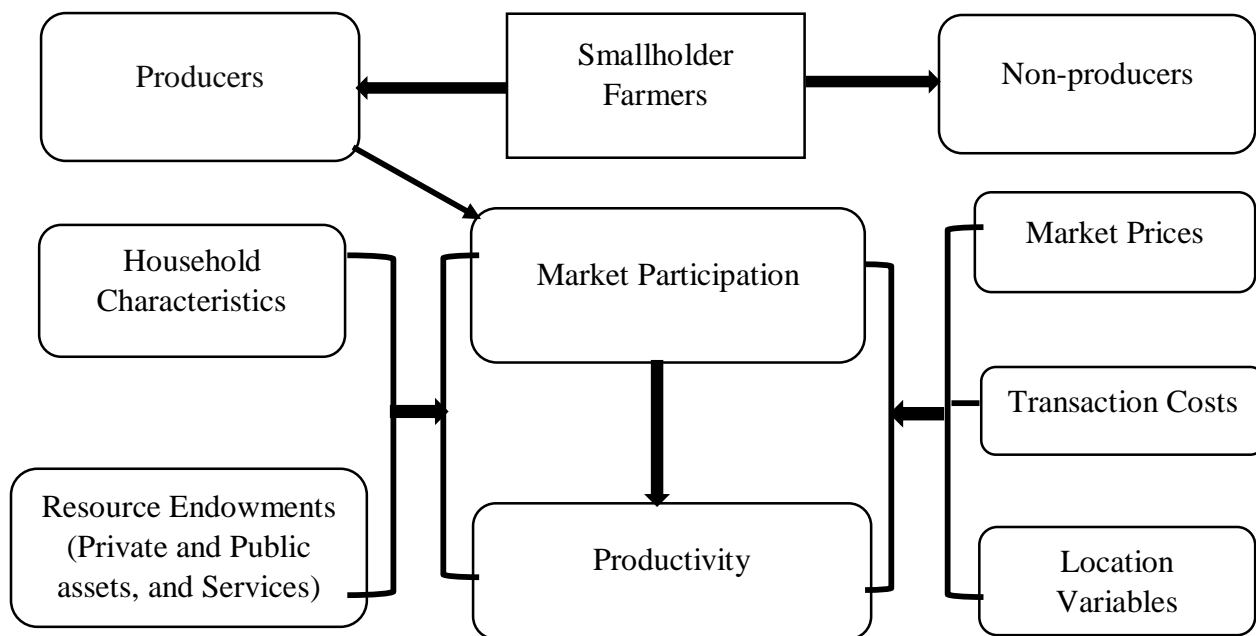 Producers
Smallholder
Farmers
Non-producers
Household
Characteristics
Market Participation
Market Prices
Transaction Costs
Resource Endowments
(Private and Public
assets, and Services)
Productivity
Location
Variables